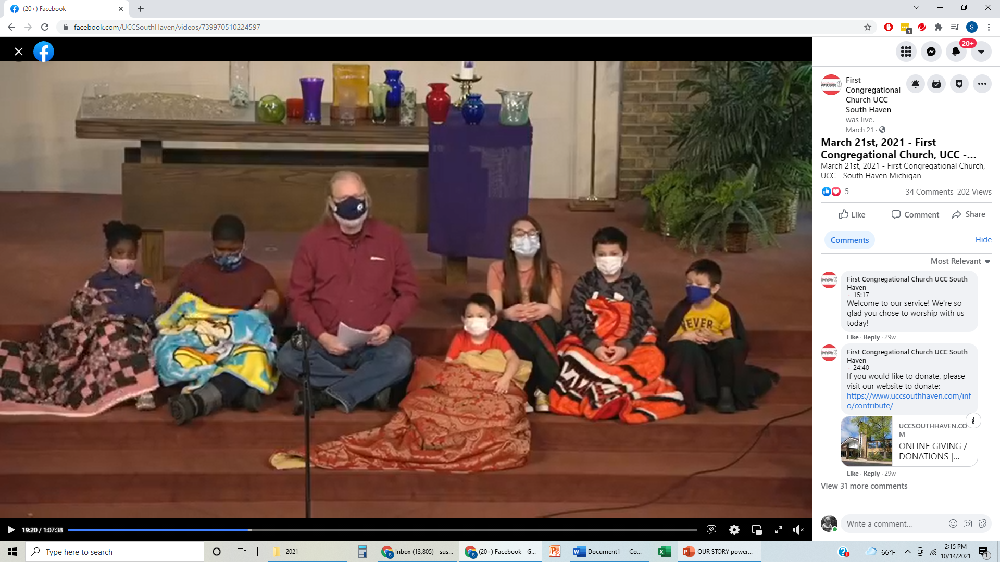 (20+) Facebook
facebook.com/UCCSouthHaven/videos/739970510224597
1
S
20+
First
Congregational
Church UCC
South Haven
was live.
March 21 ·
March 21st, 2021 - First
Congregational Church, UCC -...
March 21st, 2021 - First Congregational Church,
UCC - South Haven Michigan
5
34 Comments 202 Views
Like
Comment
Share
Comments
Hide
Most Relevant
First Congregational Church UCC South
Haven
· 15:17
Welcome to our service! We're so
glad you chose to worship with us
today!
Like · Reply · 29w
First Congregational Church UCC South
Haven
· 24:40
If you would like to donate, please
visit our website to donate:
https://www.uccsouthhaven.com/inf
o/contribute/
UCCSOUTHHAVEN.CO
M
ONLINE GIVING /
DONATIONS |...
Like · Reply · 29w
View 31 more comments
Write a comment...
EVER
19:20 / 1:07:38
Type here to search
2021
Inbox (13,805) - sus...
(20+) Facebook - G...
Document1 - Co...
OUR STORY power...
66°F
2:15 PM
10/14/2021
1